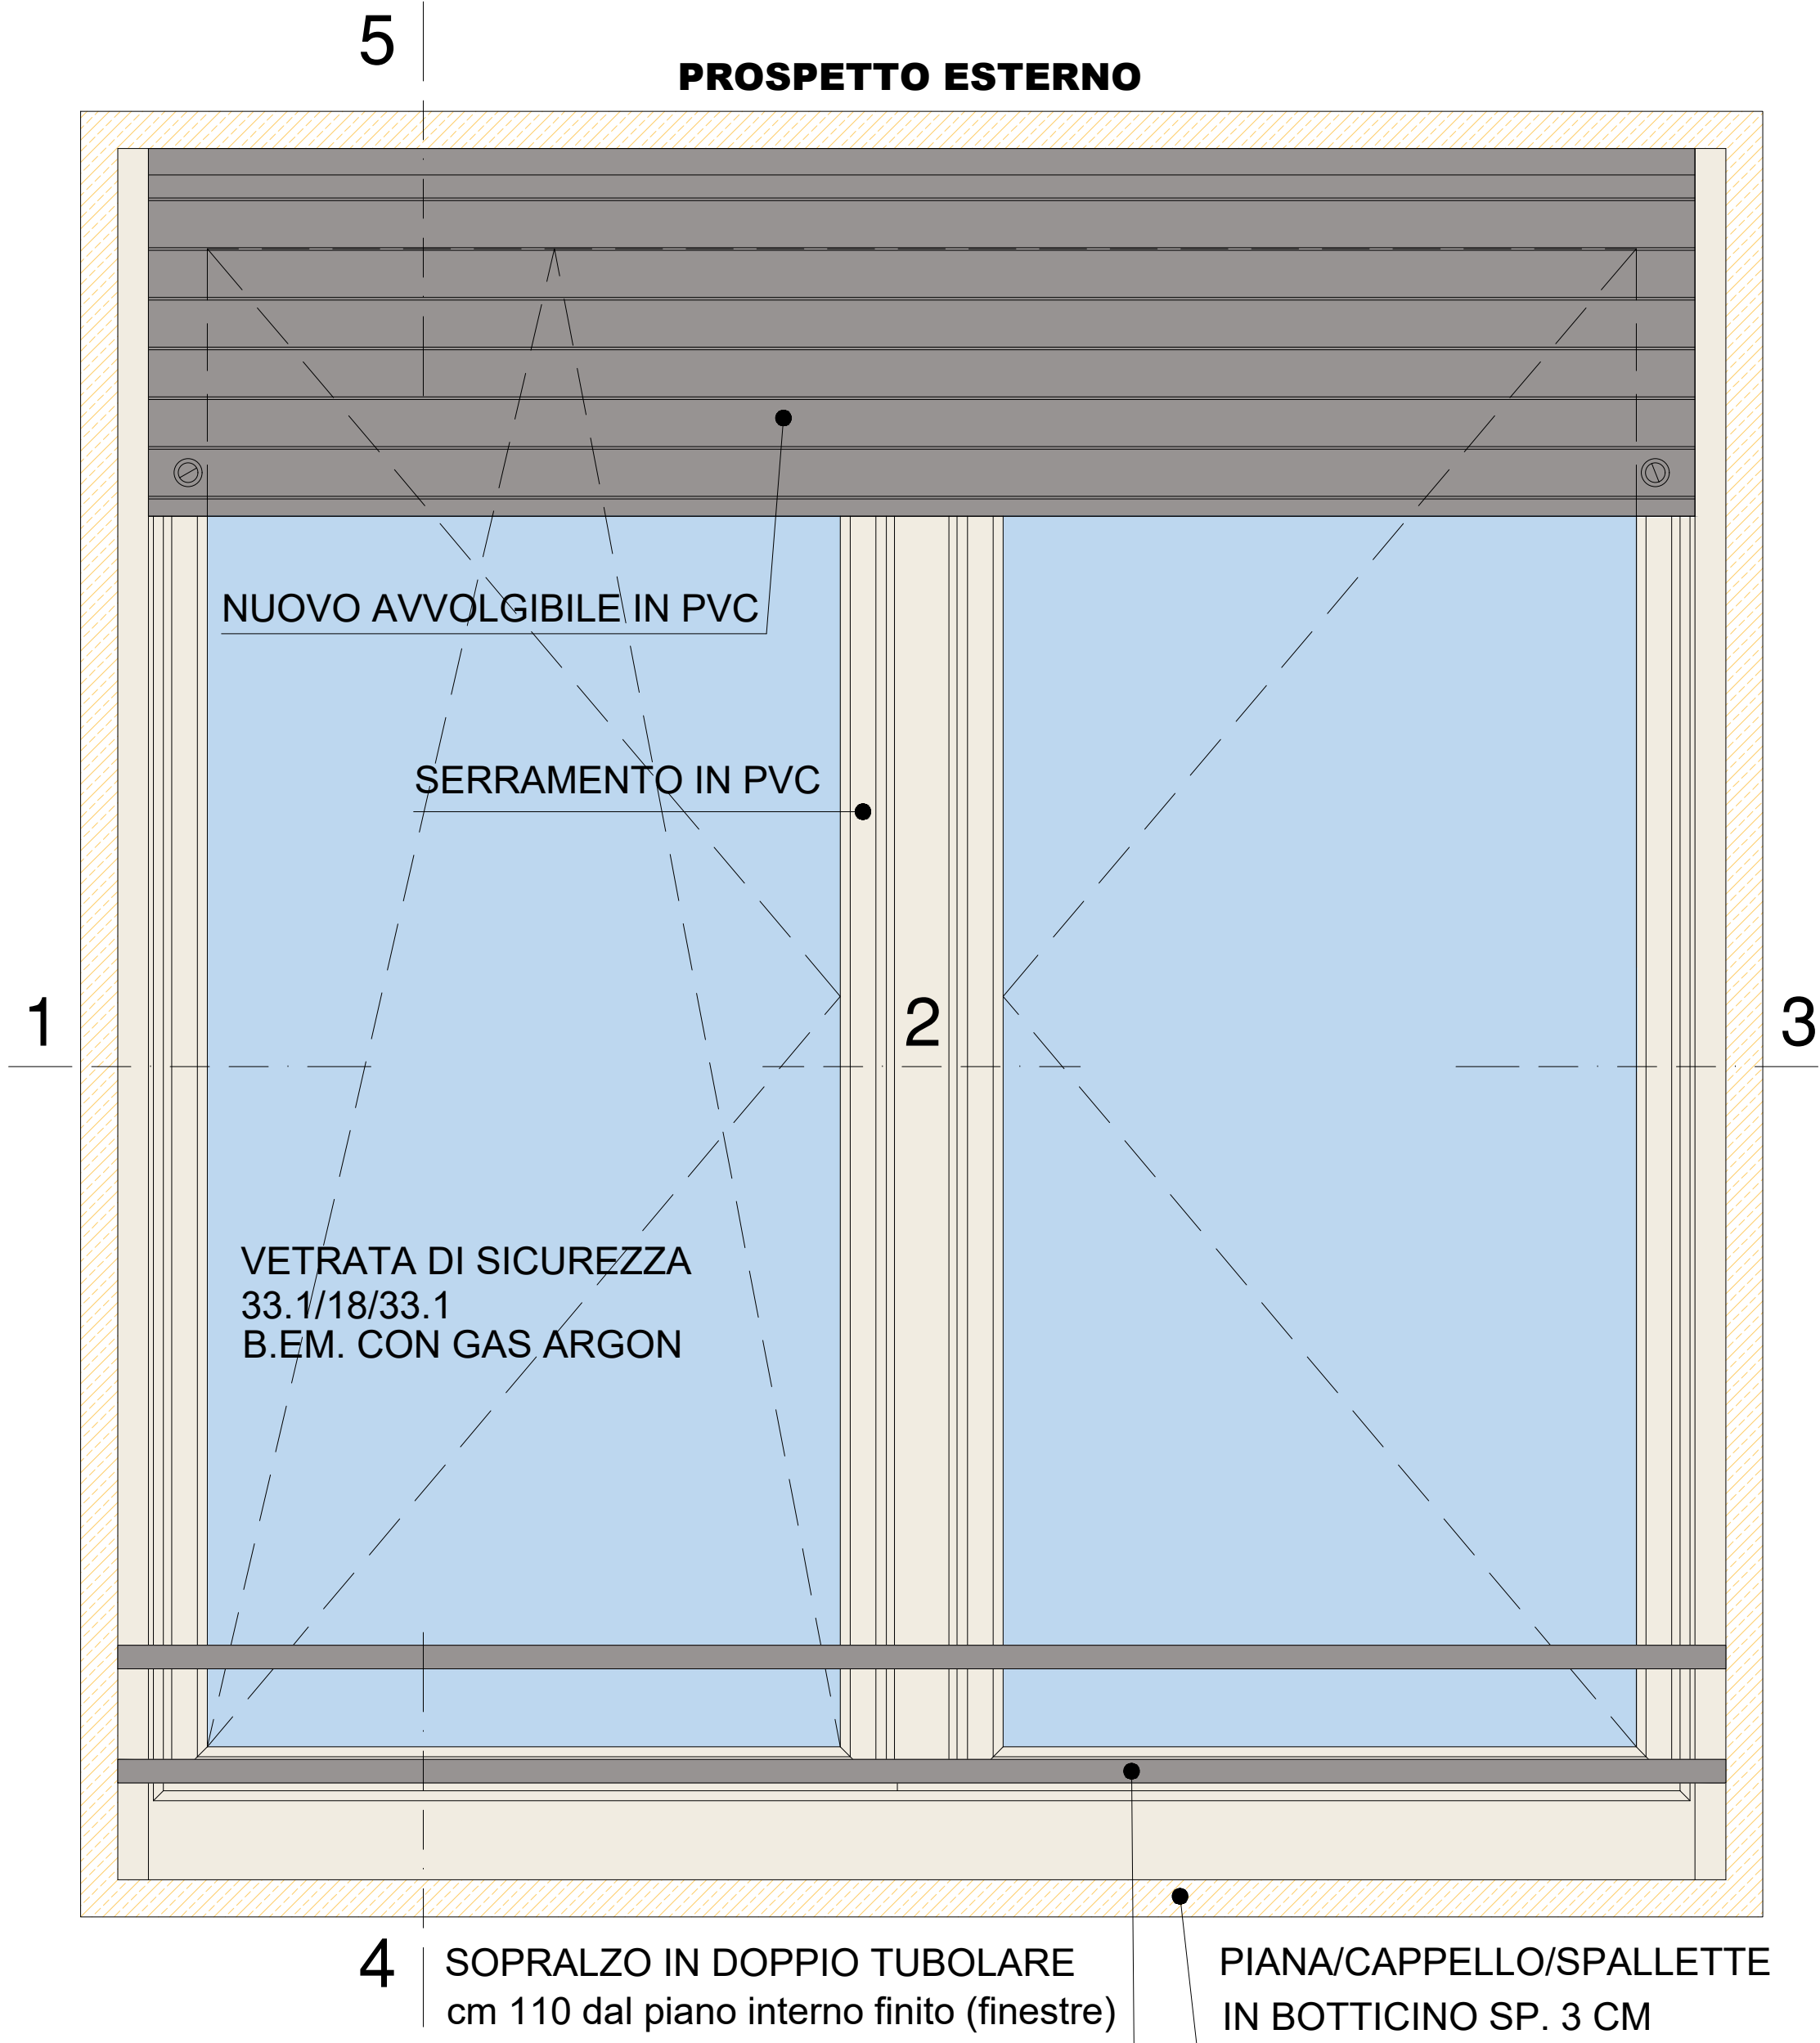 5
PROSPETTO ESTERNO
NUOVO AVVOLGIBILE IN PVC
SERRAMENTO IN PVC
1
2
3
VETRATA DI SICUREZZA
33.1/18/33.1
B.EM. CON GAS ARGON
4
SOPRALZO IN DOPPIO TUBOLARE
cm 110 dal piano interno finito (finestre)
PIANA/CAPPELLO/SPALLETTE
IN BOTTICINO SP. 3 CM